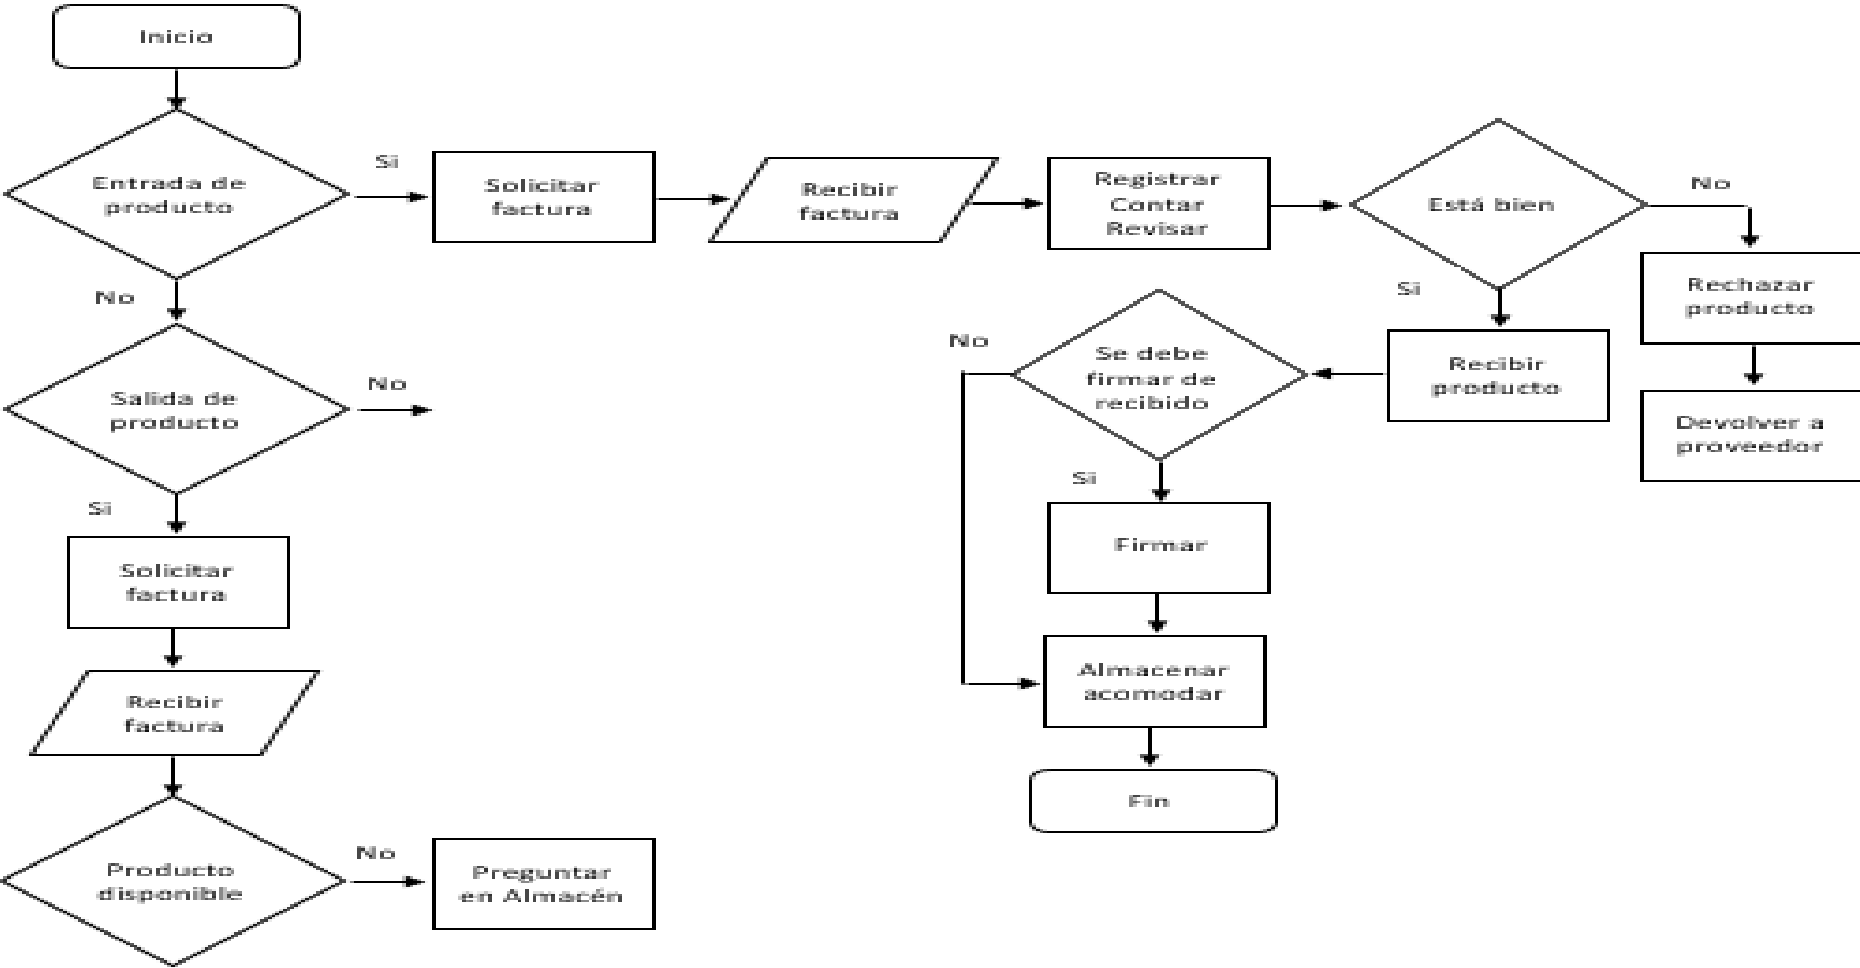 Inicio
Entrada de
producto
Si
Solicitar
factura
Recibir
factura
Registrar
Contar
Revisar
Está bien
No
Rechazar
producto
Devolver a
proveedor
Si
Recibir
producto
Se debe
firmar de
recibido
No
Si
Firmar
Almacenar
acomodar
Fin
No
Salida de
producto
No
Si
Solicitar
factura
Recibir
factura
Producto
disponible
No
Preguntar
en Almacén